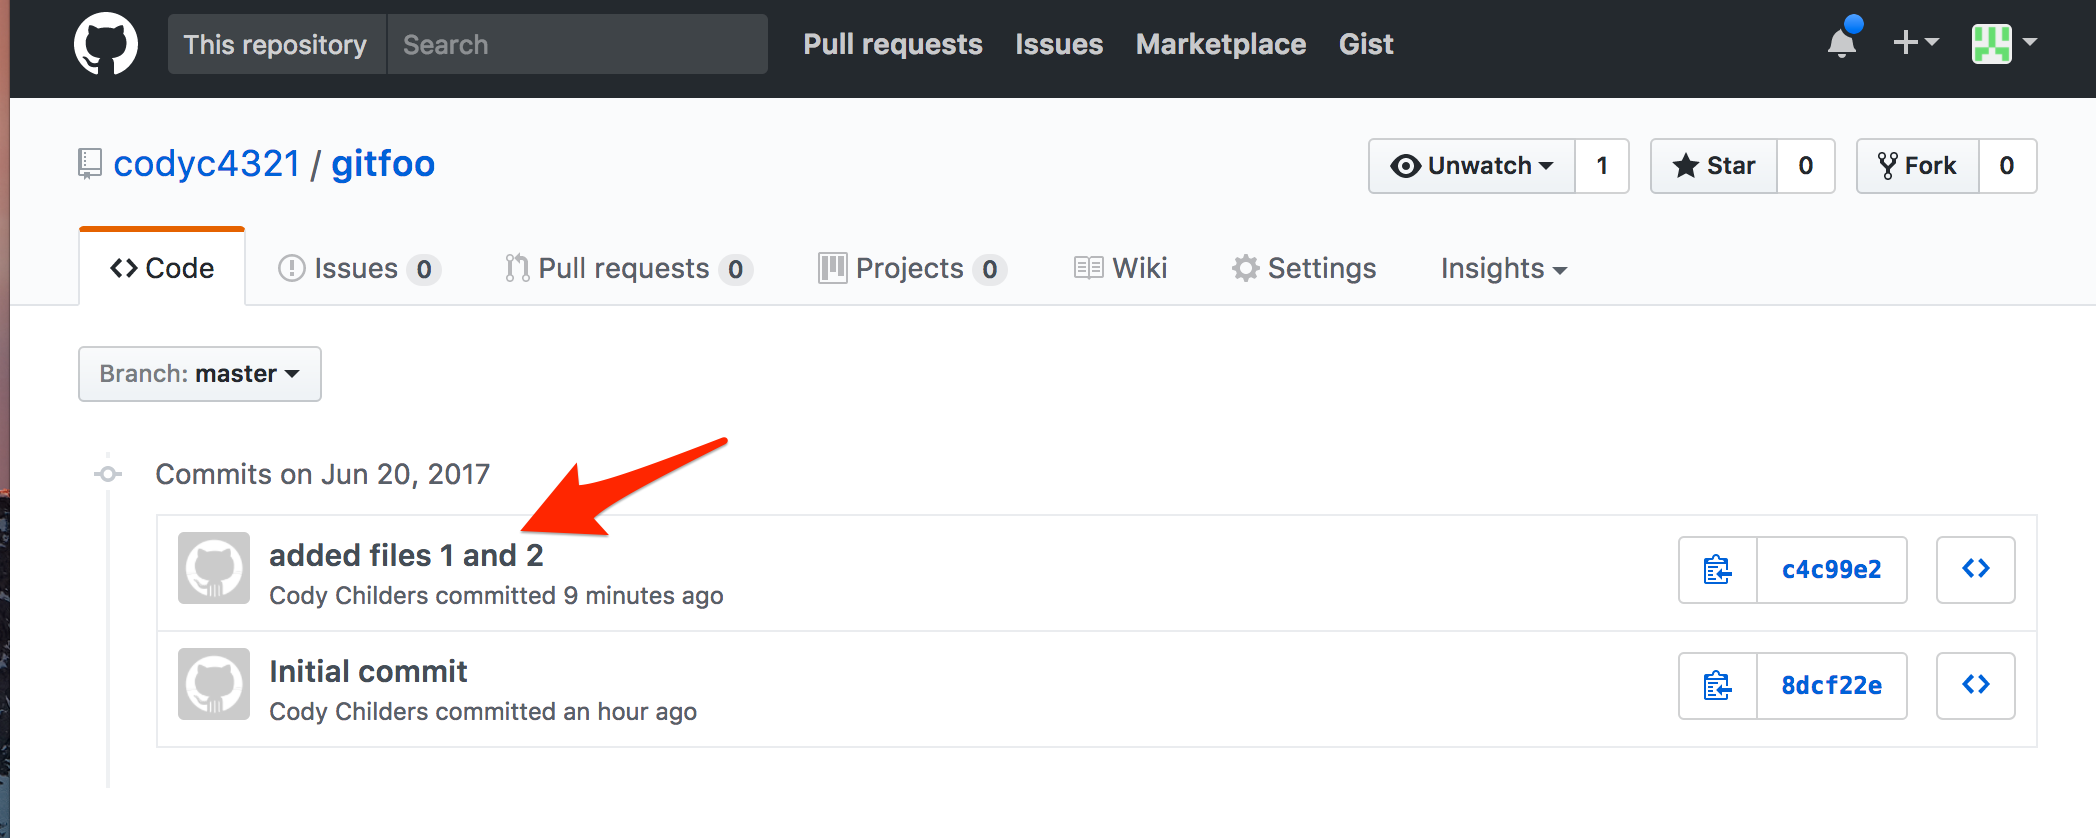 This repository Search Pull requests Issues Marketplace Gist
codyc4321 / gitfoo Unwatch 1 Star 0 Fork 0
Code Issues 0 Pull requests 0 Projects 0 Wiki Settings Insights
Branch: master
Commits on Jun 20, 2017
added files 1 and 2
Cody Childers committed 9 minutes ago
c4c99e2
Initial commit
Cody Childers committed an hour ago
8dcf22e